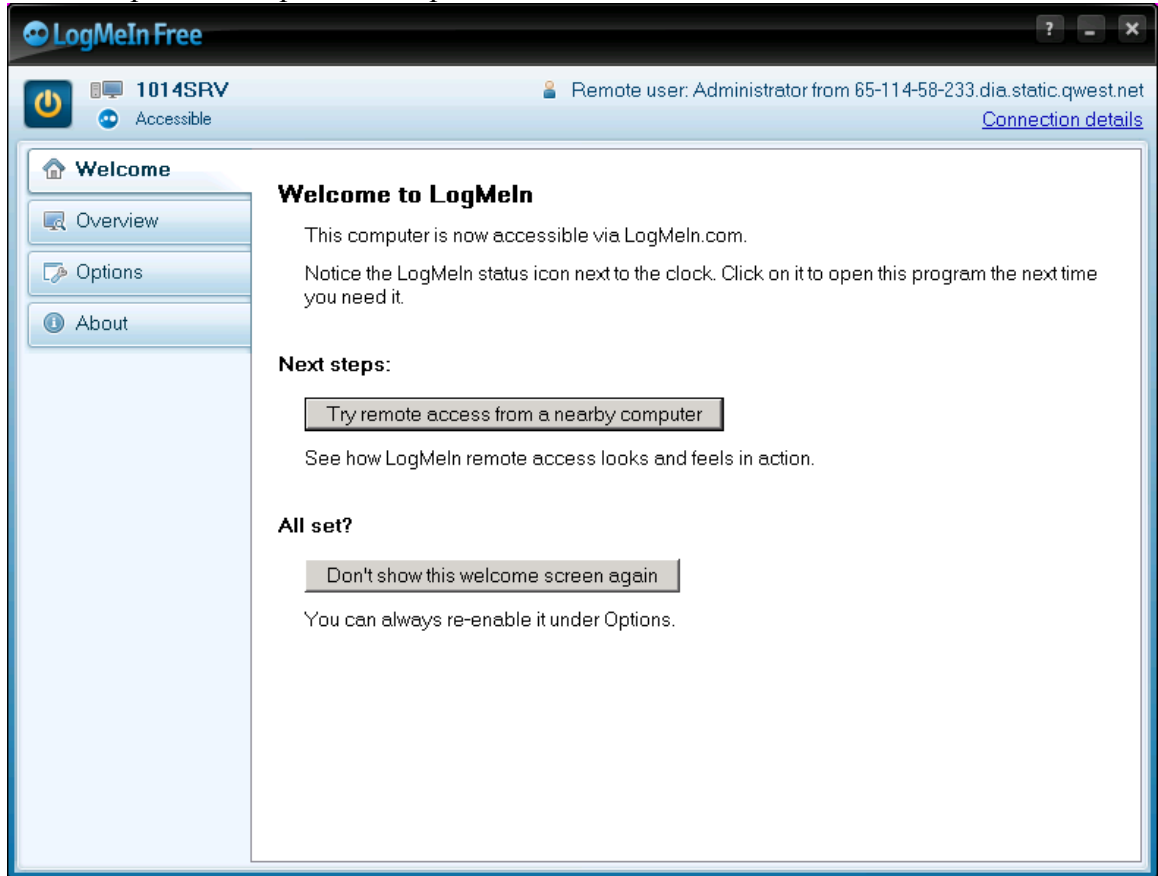 LogMeIn Free
1014SRV
Accessible
Remote user: Administrator from 65-114-58-233.dia.static.qwest.net
Connection details
Welcome
Overview
Options
About
Welcome to LogMeIn
This computer is now accessible via LogMeIn.com.
Notice the LogMeIn status icon next to the clock. Click on it to open this program the next time
you need it.
Next steps:
Try remote access from a nearby computer
See how LogMeIn remote access looks and feels in action.
All set?
Don't show this welcome screen again
You can always re-enable it under Options.